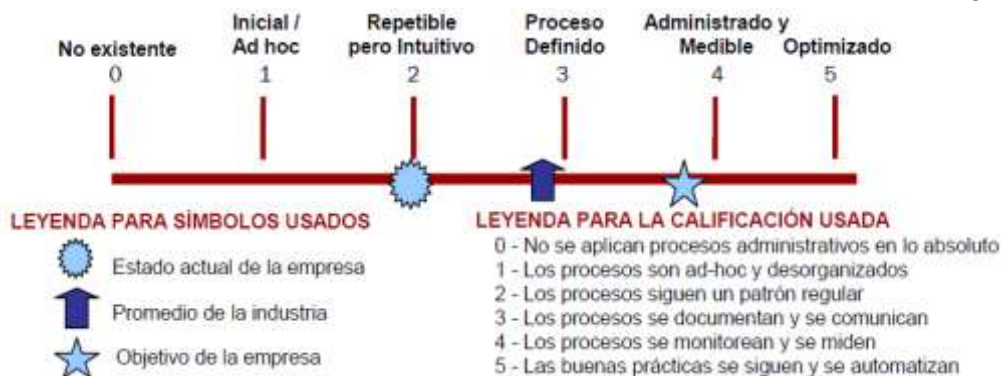 No existente
0
Inicial /
Ad hoc
1
Repetible
pero Intuitivo
2
Proceso
Definido
3
Administrado y
Medible
4
Optimizado
5
LEYENDA PARA SÍMBOLOS USADOS
Estado actual de la empresa
Promedio de la industria
Objetivo de la empresa
LEYENDA PARA LA CALIFICACIÓN USADA
0 - No se aplican procesos administrativos en lo absoluto
1 - Los procesos son ad-hoc y desorganizados
2 - Los procesos siguen un patrón regular
3 - Los procesos se documentan y se comunican
4 - Los procesos se monitorean y se miden
5 - Las buenas prácticas se siguen y se automatizan